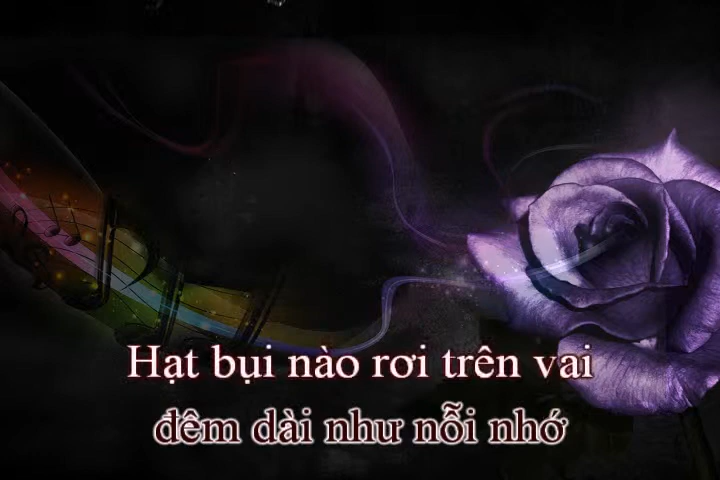 Hạt bụi nào rơi trên vai
đêm dài như nỗi nhớ